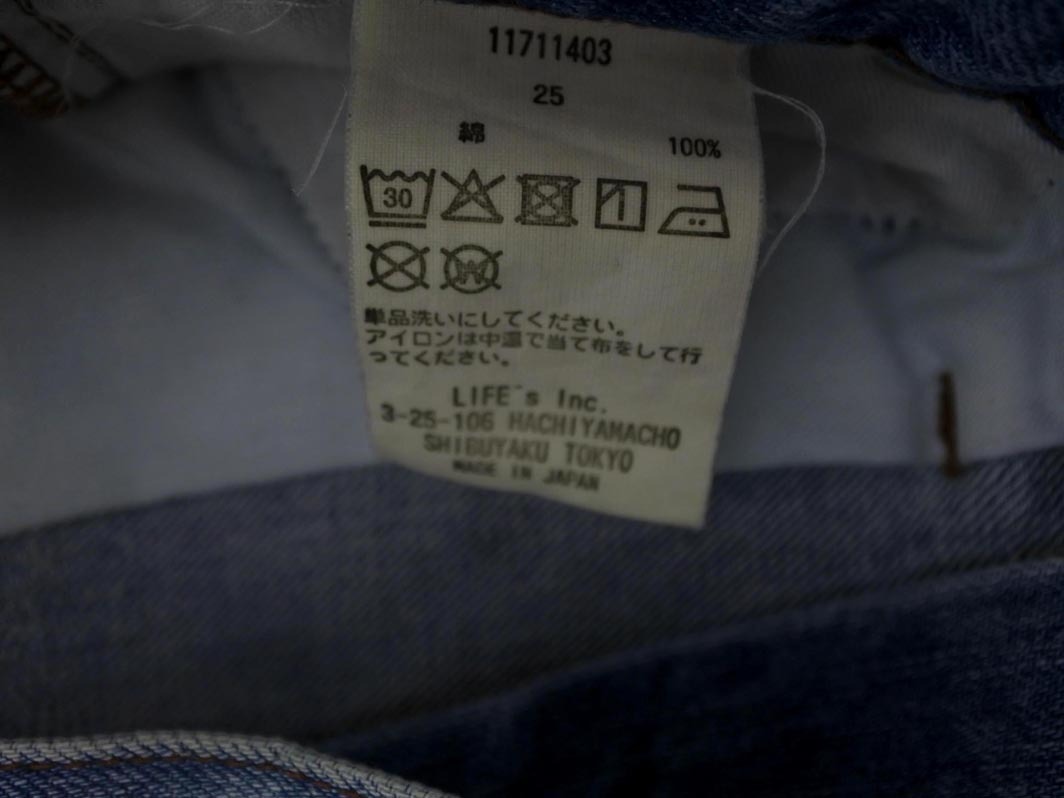 11711403
25
綿 100%
30
W
単品洗いにしてください。
アイロンは中温で当て布をして行
ってください。
LIFE's Inc.
3-25-106 HACHIYAMACHO
SHIBUYAKU TOKYO
MADE IN JAPAN